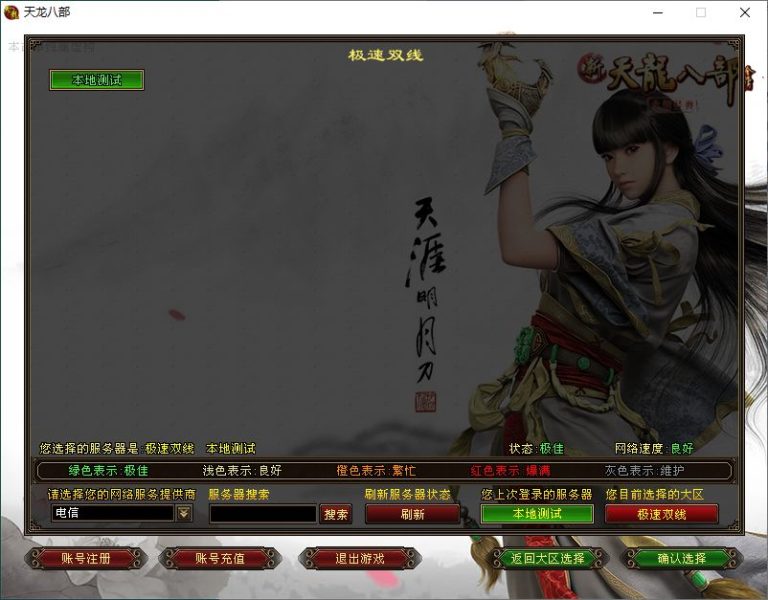 天龙八部
极速双线
本地测试
新天龍八部
天涯明月刀
您选择的服务器是:极速双线 本地测试
状态:极佳
网络速度:良好
绿色表示:极佳
浅色表示:良好
橙色表示:繁忙
红色表示:爆满
灰色表示:维护
请选择您的网络服务提供商
服务器搜索
刷新服务器状态
您上次登录的服务器
您目前选择的大区
电信
搜索
刷新
本地测试
极速双线
账号注册
账号充值
退出游戏
返回大区选择
确认选择